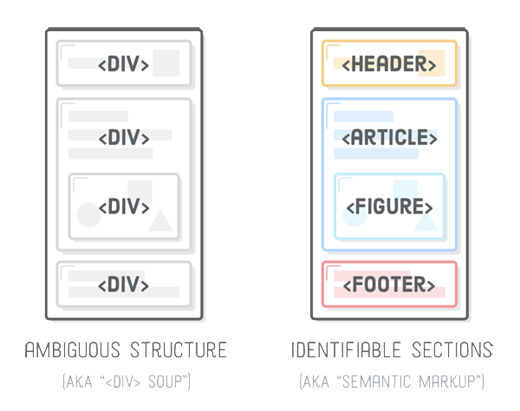 <DIV>
<DIV>
<DIV>
<DIV>
AMBIGUOUS STRUCTURE
(AKA “<DIV> SOUP”)
<HEADER>
<ARTICLE>
<FIGURE>
<FOOTER>
IDENTIFIABLE SECTIONS
(AKA “SEMANTIC MARKUP”)